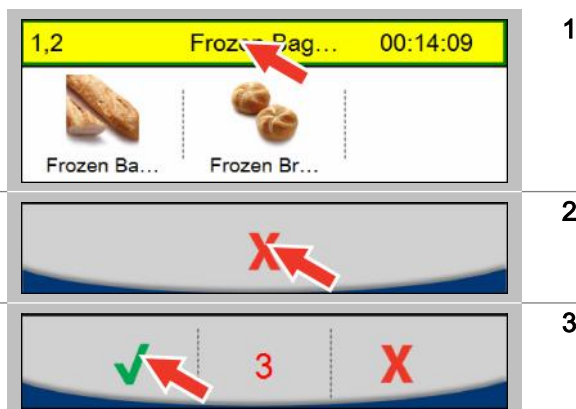 1,2 Frozen Bag… 00:14:09 1
Frozen Ba… Frozen Br…
X 2
3 X 3